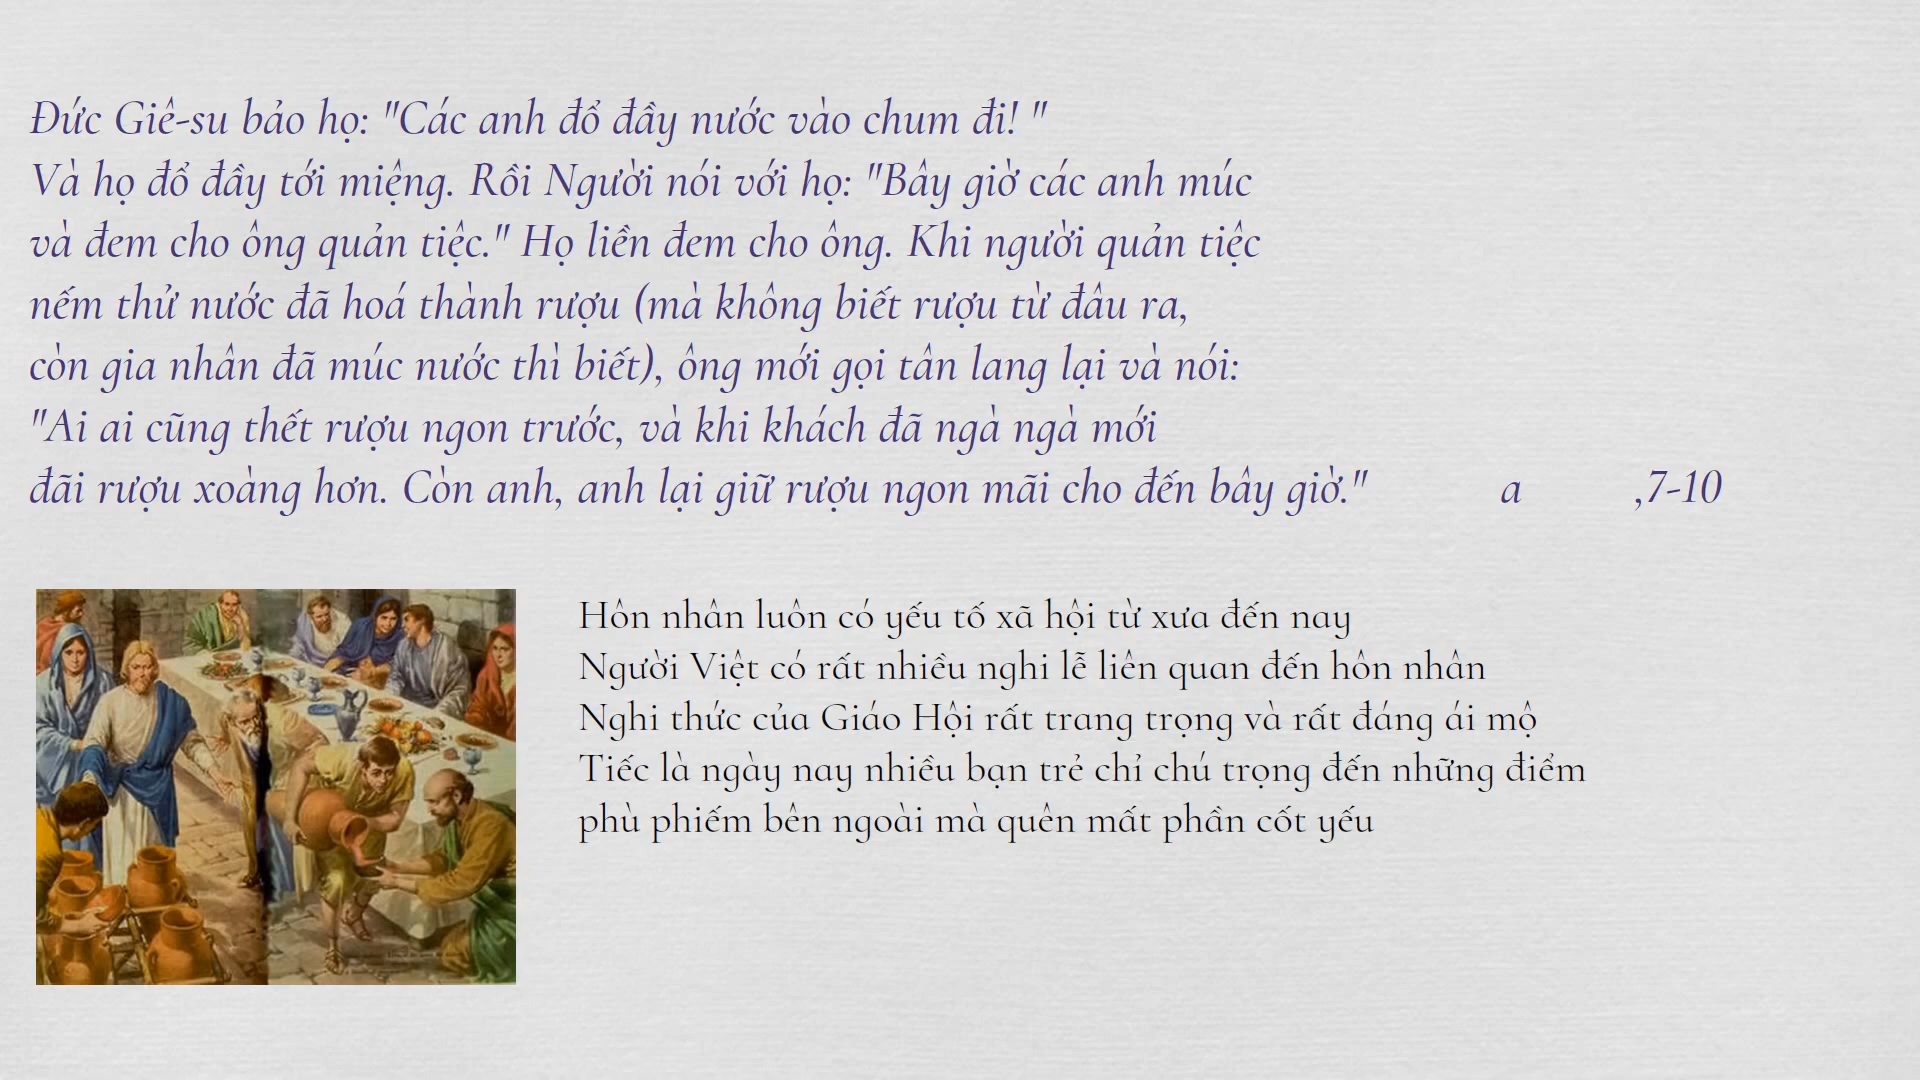 Đức Giê-su bảo họ: "Các anh đổ đầy nước vào chum đi! "
Và họ đổ đầy tới miệng. Rồi Người nói với họ: "Bây giờ các anh múc
và đem cho ông quản tiệc." Họ liền đem cho ông. Khi người quản tiệc
nếm thử nước đã hoá thành rượu (mà không biết rượu từ đâu ra,
còn gia nhân đã múc nước thì biết), ông mới gọi tân lang lại và nói:
"Ai ai cũng thết rượu ngon trước, và khi khách đã ngà ngà mới
đãi rượu xoàng hơn. Còn anh, anh lại giữ rượu ngon mãi cho đến bây giờ." a ,7-10
Hôn nhân luôn có yếu tố xã hội từ xưa đến nay
Người Việt có rất nhiều nghi lễ liên quan đến hôn nhân
Nghi thức của Giáo Hội rất trang trọng và rất đáng ái mộ
Tiếc là ngày nay nhiều bạn trẻ chỉ chú trọng đến những điểm
phù phiếm bên ngoài mà quên mất phần cốt yếu